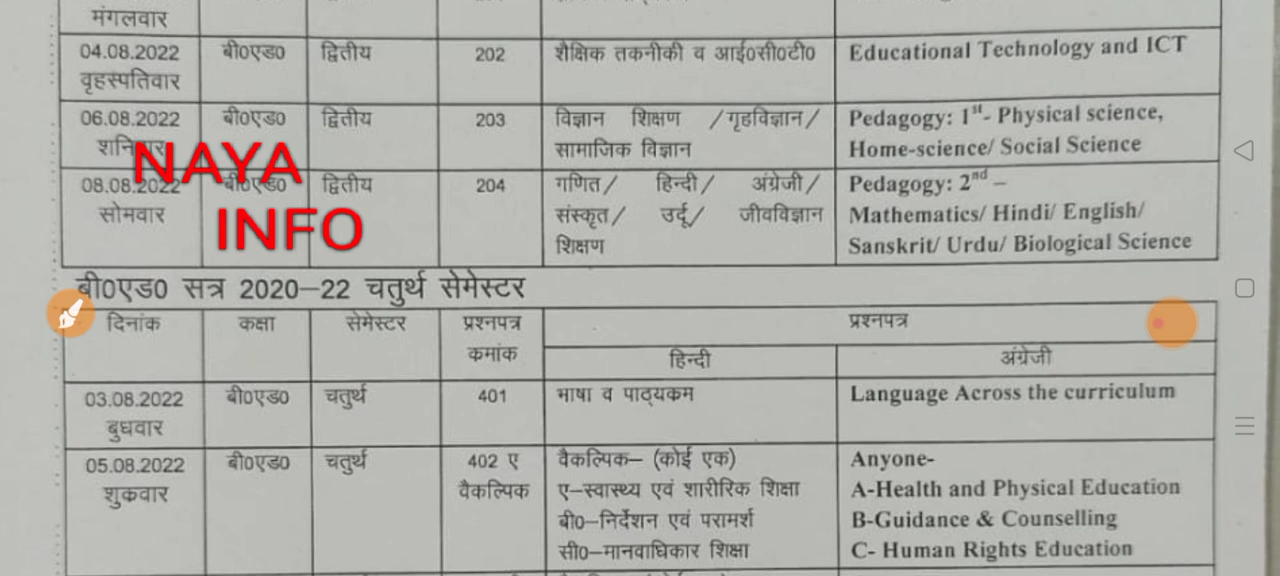 मंगलवार
04.08.2022 बी0एड0 द्वितीय 202 शैक्षिक तकनीकी व आई0सी0टी0 Educational Technology and ICT
वृहस्पतिवार
06.08.2022 बी0एड0 द्वितीय 203 विज्ञान शिक्षण /गृहविज्ञान/ Pedagogy: 1st- Physical science,
शनिवार सामाजिक विज्ञान Home-science/ Social Science
NAYA
08.08.2022 बी0एड0 द्वितीय 204 गणित/ हिन्दी/ अंग्रेजी/ Pedagogy: 2nd –
सोमवार संस्कृत/ उर्दू/ जीवविज्ञान Mathematics/ Hindi/ English/
INFO
शिक्षण Sanskrit/ Urdu/ Biological Science
बी0एड0 सत्र 2020–22 चतुर्थ सेमेस्टर
दिनांक कक्षा सेमेस्टर प्रश्नपत्र प्रश्नपत्र
कमांक हिन्दी अंग्रेजी
03.08.2022 बी0एड0 चतुर्थ 401 भाषा व पाठ्यकम Language Across the curriculum
बुधवार
05.08.2022 बी0एड0 चतुर्थ 402 ए वैकल्पिक– (कोई एक) Anyone-
शुकवार वैकल्पिक ए–स्वास्थ्य एवं शारीरिक शिक्षा A-Health and Physical Education
बी0–निर्देशन एवं परामर्श B-Guidance & Counselling
सी0–मानवाधिकार शिक्षा C- Human Rights Education